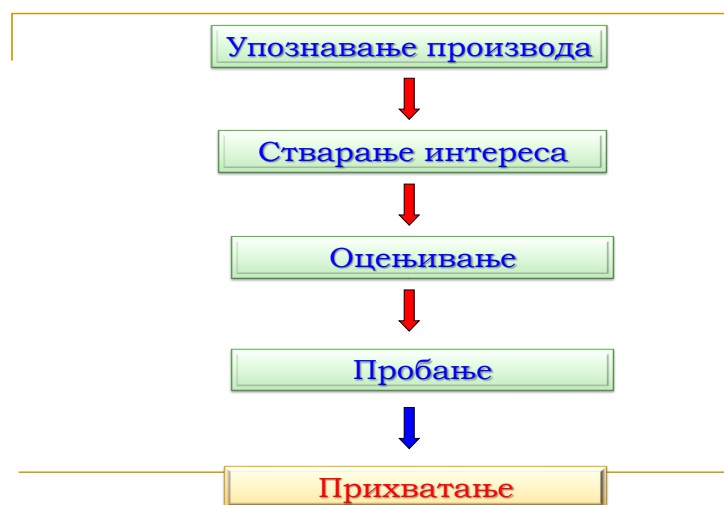 Упознавање производа
Стварање интереса
Оцењивање
Пробање
Прихватање